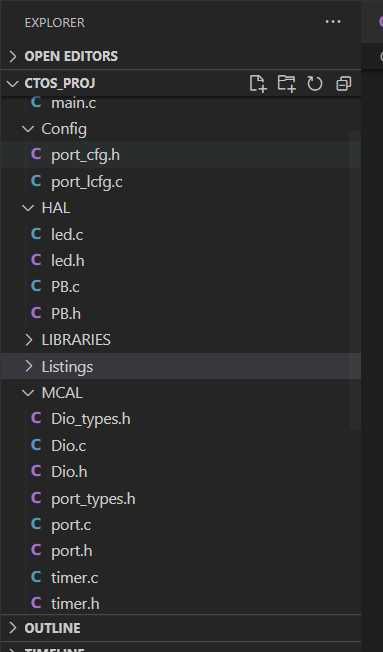 EXPLORER
OPEN EDITORS
CTOS_PROJ
C main.c
Config
C port_cfg.h
C port_lcfg.c
HAL
C led.c
C led.h
C PB.c
C PB.h
LIBRARIES
Listings
MCAL
C Dio_types.h
C Dio.c
C Dio.h
C port_types.h
C port.c
C port.h
C timer.c
C timer.h
OUTLINE
TIMELINE